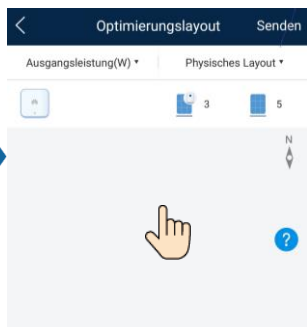 Optimierungslayout Senden
Ausgangsleistung(W) Physisches Layout
3 5
N
?